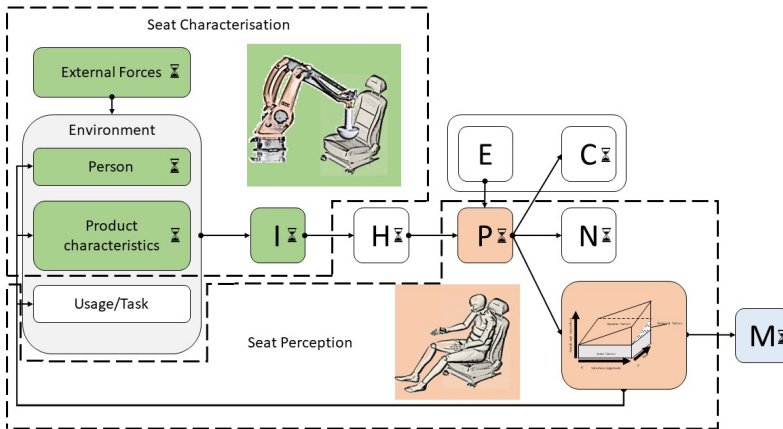 Seat Characterisation
External Forces
Environment
Person
Product
characteristics
Usage/Task
I
H
E
C
P
N
M
Seat Perception